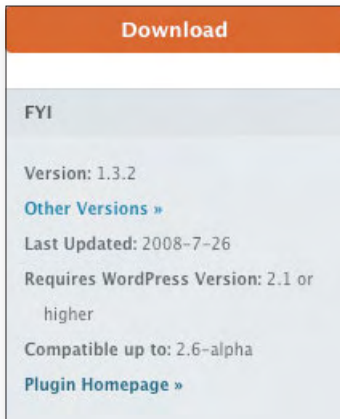 Download
FYI
Version: 1.3.2
Other Versions »
Last Updated: 2008-7-26
Requires WordPress Version: 2.1 or
higher
Compatible up to: 2.6-alpha
Plugin Homepage »